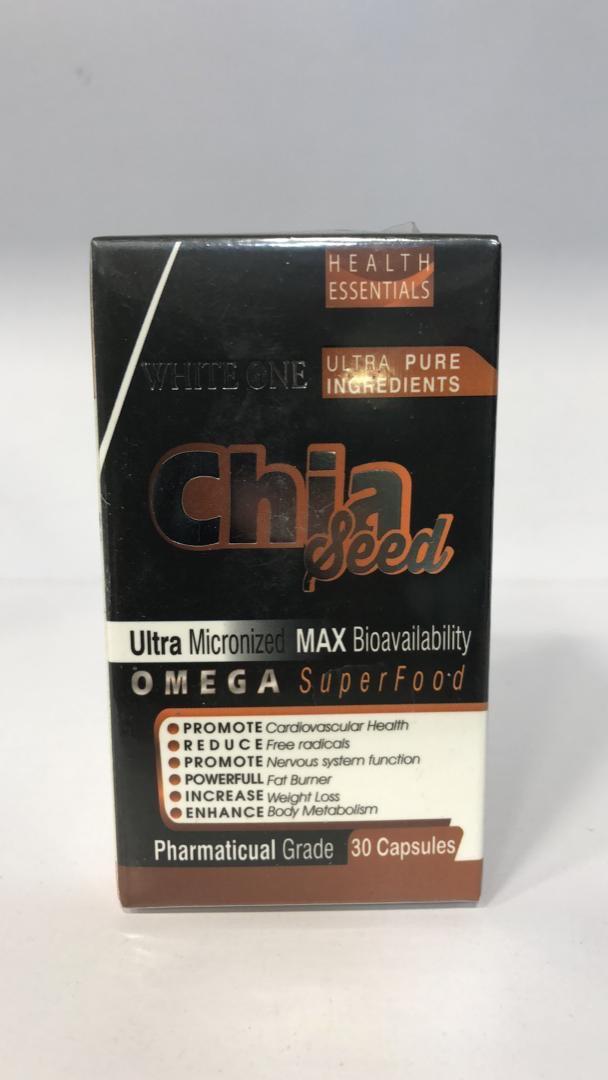 HEALTH
ESSENTIALS
WHITE ONE
ULTRA PURE
INGREDIENTS
Chia
Seed
Ultra Micronized MAX Bioavailability
OMEGA SuperFood
PROMOTE Cardiovascular Health
REDUCE Free radicals
PROMOTE Nervous system function
POWERFULL Fat Burner
INCREASE Weight Loss
ENHANCE Body Metabolism
Pharmaticual Grade 30 Capsules